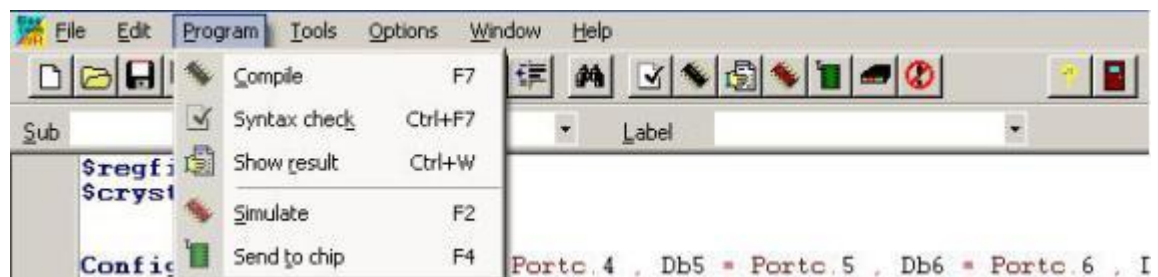 File Edit Program Tools Options Window Help
Compile F7
Sub Label
Syntax check Ctrl+F7
Show result Ctrl+W
$regfi
$cryst
Simulate F2
Send to chip F4
Config Portc.4 , Db5 = Portc.5 , Db6 = Portc.6 ,